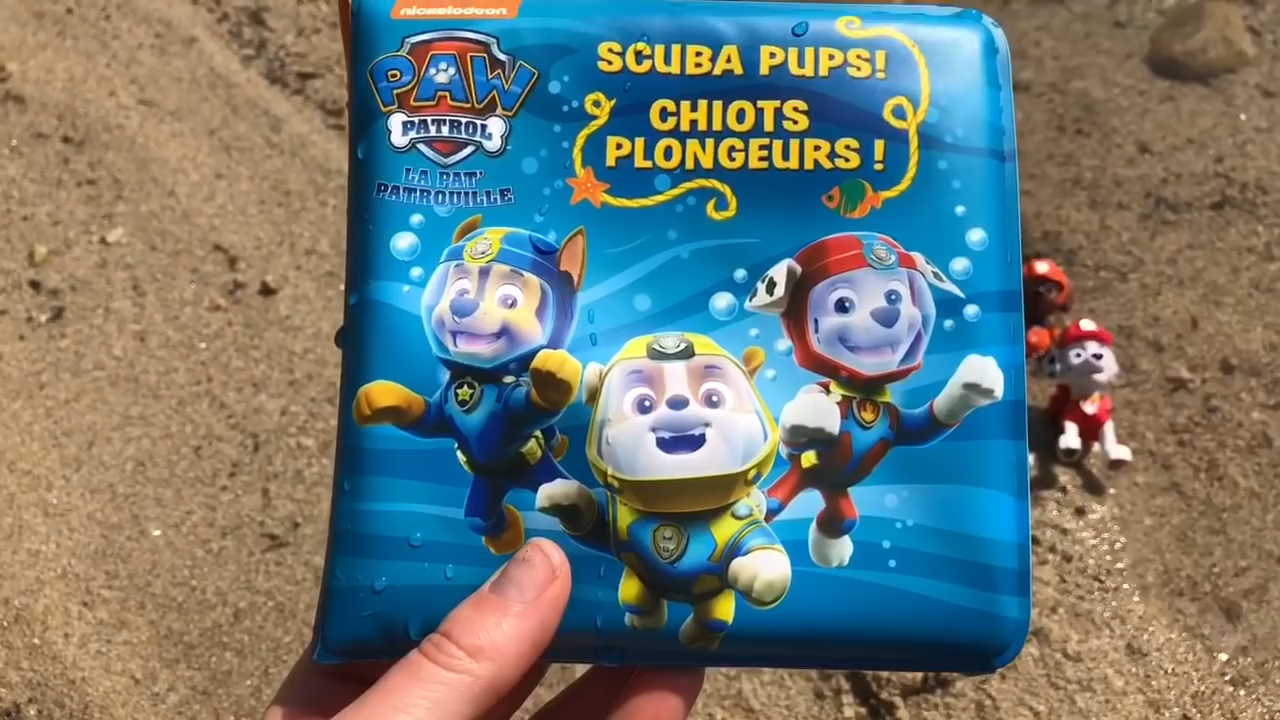 nickelodeon
PAW
PATROL
LA PAT'
PATROUILLE
SCUBA PUPS!
CHIOTS
PLONGEURS !